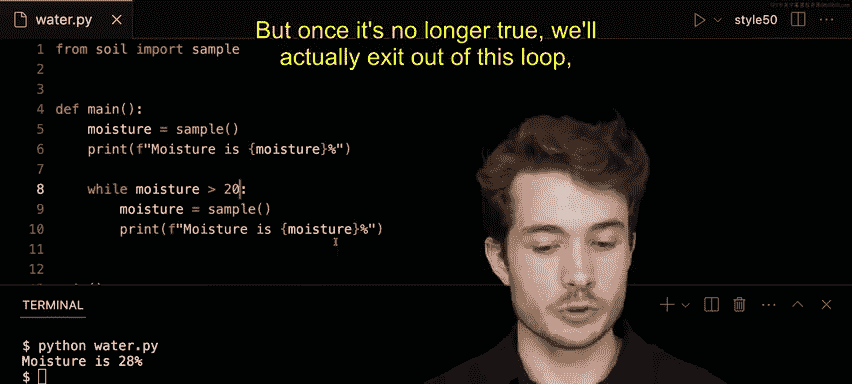 water.py
style50
But once it's no longer true, we'll
actually exit out of this loop,
1 from soil import sample
2
3
4 def main():
5 moisture = sample()
6 print(f"Moisture is {moisture}%")
7
8 while moisture > 20:
9 moisture = sample()
10 print(f"Moisture is {moisture}%")
11
12
TERMINAL
$ python water.py
Moisture is 28%
$